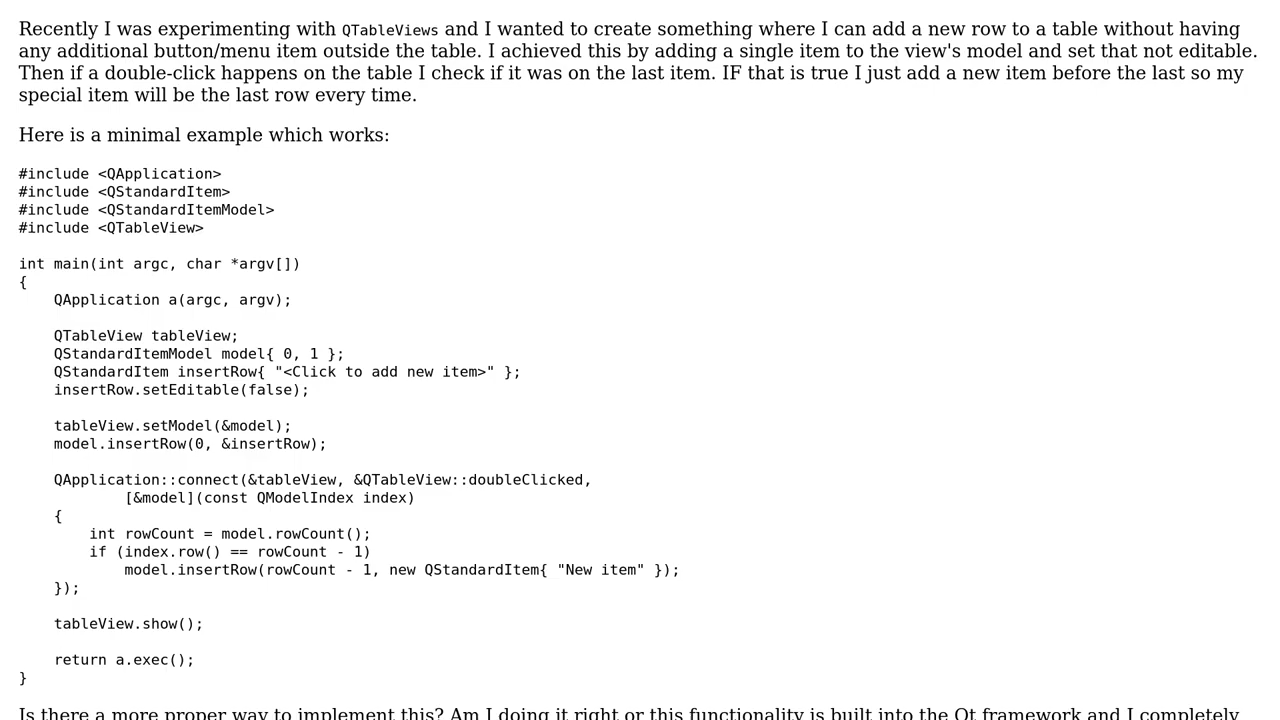 Recently I was experimenting with QTableViews and I wanted to create something where I can add a new row to a table without having
any additional button/menu item outside the table. I achieved this by adding a single item to the view's model and set that not editable.
Then if a double-click happens on the table I check if it was on the last item. IF that is true I just add a new item before the last so my
special item will be the last row every time.
Here is a minimal example which works:
#include <QApplication>
#include <QStandardItem>
#include <QStandardItemModel>
#include <QTableView>
int main(int argc, char *argv[])
{
    QApplication a(argc, argv);
    QTableView tableView;
    QStandardItemModel model{ 0, 1 };
    QStandardItem insertRow{ "<Click to add new item>" };
    insertRow.setEditable(false);
    tableView.setModel(&model);
    model.insertRow(0, &insertRow);
    QApplication::connect(&tableView, &QTableView::doubleClicked,
            [&model](const QModelIndex index)
    {
        int rowCount = model.rowCount();
        if (index.row() == rowCount - 1)
            model.insertRow(rowCount - 1, new QStandardItem{ "New item" });
    });
    tableView.show();
    return a.exec();
}
Is there a more proper way to implement this? Am I doing it right or this functionality is built into the Qt framework and I completely